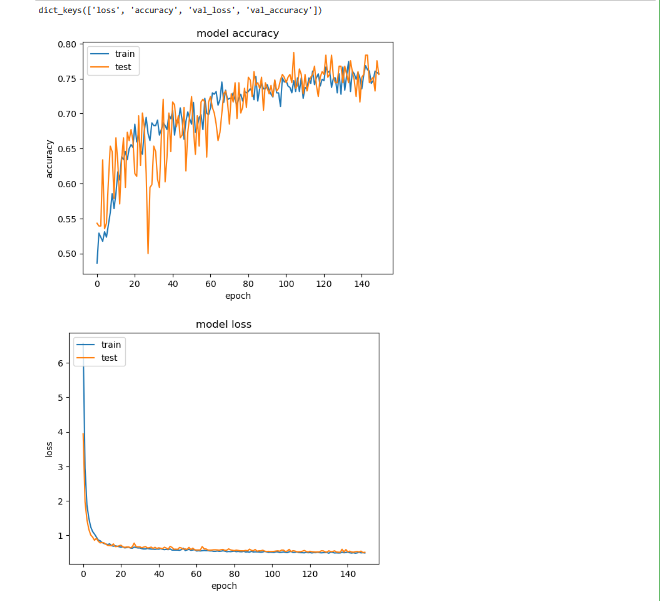 dict_keys(['loss', 'accuracy', 'val_loss', 'val_accuracy'])
model accuracy
train
test
0.80
0.75
0.70
0.65
0.60
0.55
0.50
accuracy
0 20 40 60 80 100 120 140
epoch
model loss
train
test
6
5
4
3
2
1
loss
0 20 40 60 80 100 120 140
epoch